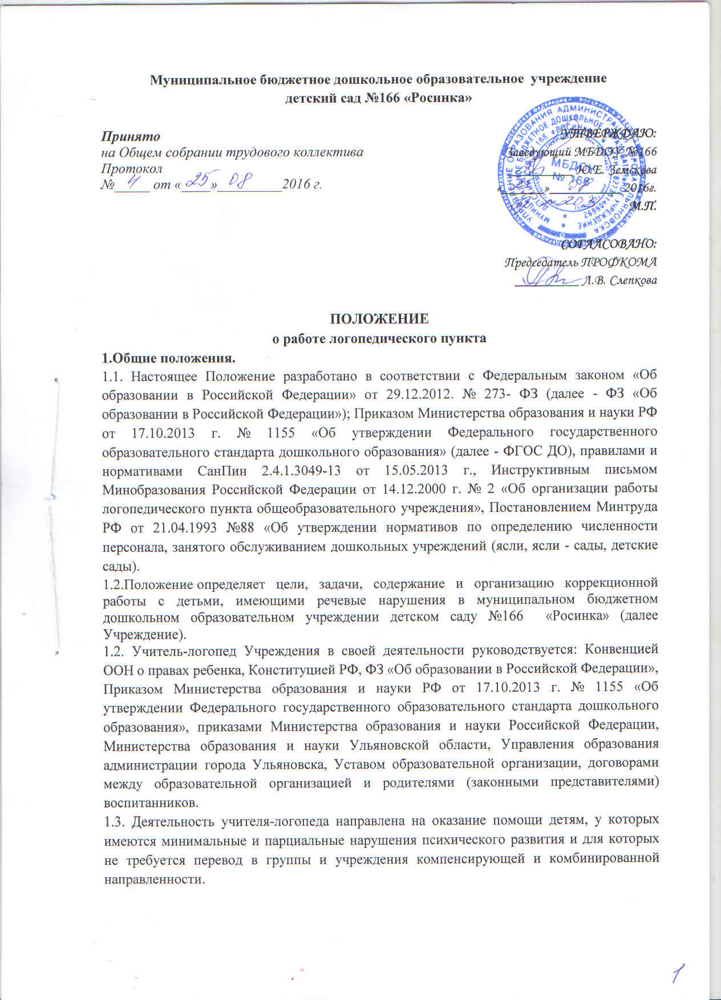 Муниципальное бюджетное дошкольное образовательное учреждение
детский сад №166 «Росинка»
Принято
на Общем собрании трудового коллектива
Протокол
№ 4 от «25» 08 2016 г.
УТВЕРЖДАЮ:
Заведующий МБДОУ №166
Ю.Е. Земскова
«25» 08 2016г.
М.П.
МБДОУ
№ 166
СОГЛАСОВАНО:
Председатель ПРОФКОМА
Л.В. Слепкова
ПОЛОЖЕНИЕ
о работе логопедического пункта
1.Общие положения.
1.1. Настоящее Положение разработано в соответствии с Федеральным законом «Об
образовании в Российской Федерации» от 29.12.2012. № 273- ФЗ (далее - ФЗ «Об
образовании в Российской Федерации»); Приказом Министерства образования и науки РФ
от 17.10.2013 г. № 1155 «Об утверждении Федерального государственного
образовательного стандарта дошкольного образования» (далее - ФГОС ДО), правилами и
нормативами СанПин 2.4.1.3049-13 от 15.05.2013 г., Инструктивным письмом
Минобразования Российской Федерации от 14.12.2000 г. № 2 «Об организации работы
логопедического пункта общеобразовательного учреждения», Постановлением Минтруда
РФ от 21.04.1993 №88 «Об утверждении нормативов по определению численности
персонала, занятого обслуживанием дошкольных учреждений (ясли, ясли - сады, детские
сады).
1.2.Положение определяет цели, задачи, содержание и организацию коррекционной
работы с детьми, имеющими речевые нарушения в муниципальном бюджетном
дошкольном образовательном учреждении детском саду №166 «Росинка» (далее
Учреждение).
1.2. Учитель-логопед Учреждения в своей деятельности руководствуется: Конвенцией
ООН о правах ребенка, Конституцией РФ, ФЗ «Об образовании в Российской Федерации»,
Приказом Министерства образования и науки РФ от 17.10.2013 г. № 1155 «Об
утверждении Федерального государственного образовательного стандарта дошкольного
образования», приказами Министерства образования и науки Российской Федерации,
Министерства образования и науки Ульяновской области, Управления образования
администрации города Ульяновска, Уставом образовательной организации, договорами
между образовательной организацией и родителями (законными представителями)
воспитанников.
1.3. Деятельность учителя-логопеда направлена на оказание помощи детям, у которых
имеются минимальные и парциальные нарушения психического развития и для которых
не требуется перевод в группы и учреждения компенсирующей и комбинированной
направленности.
1